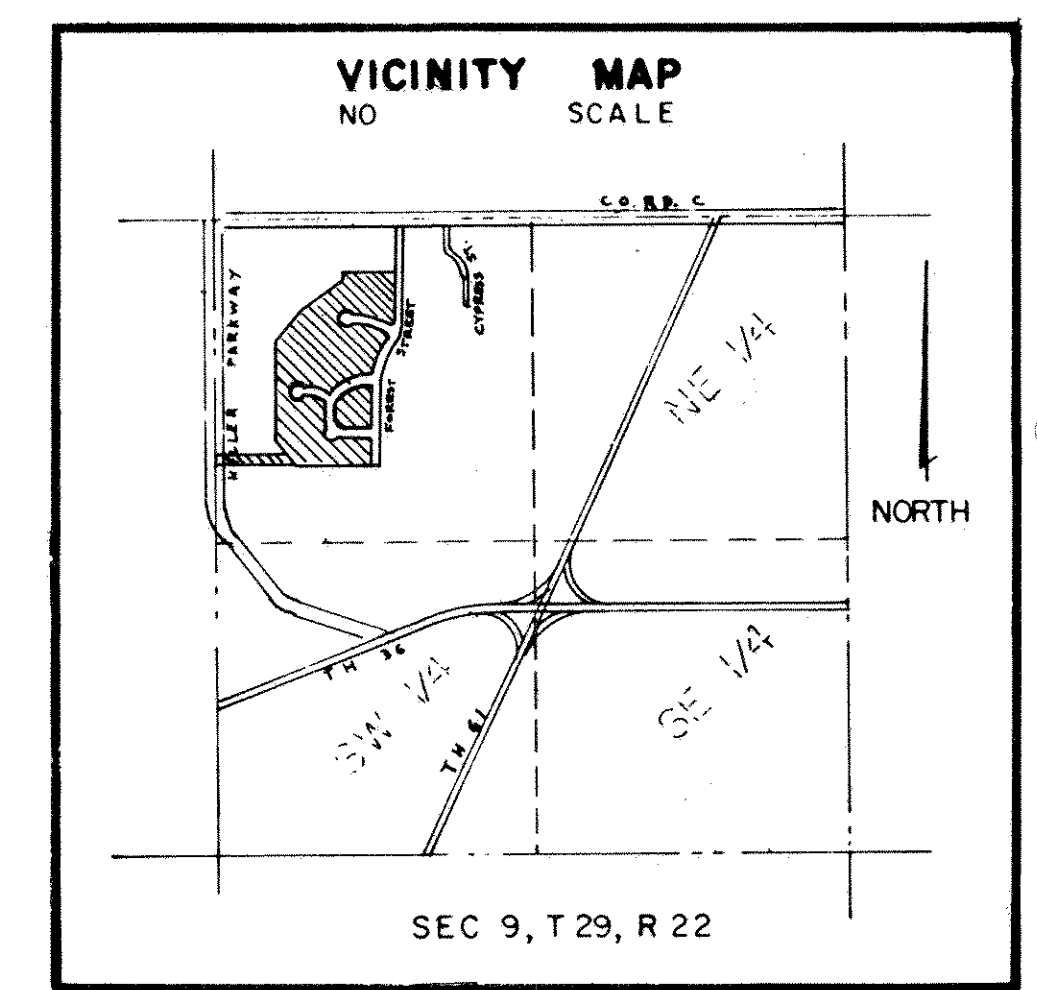 VICINITY MAP
NO SCALE
CO. RD. C
PARKWAY
CYPRESS ST.
STREET
FOREST
NE 1/4
NORTH
TH 36
SW 1/4
TH 61
SE 1/4
SEC 9, T 29, R 22